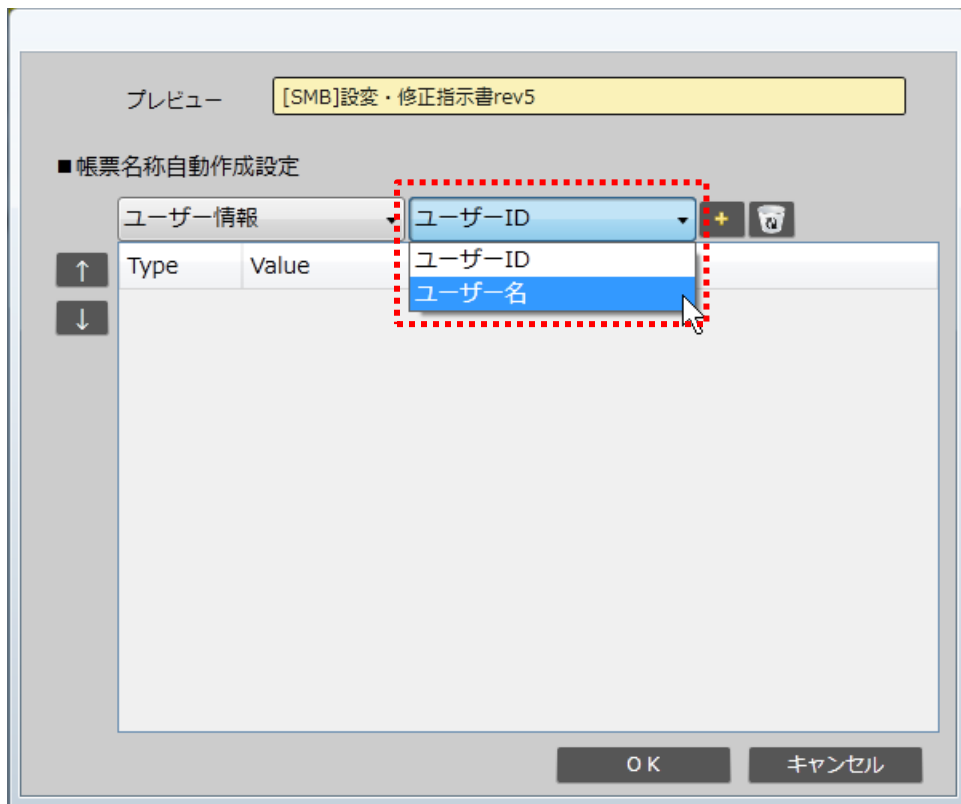 プレビュー [SMB]設変・修正指示書rev5
■帳票名称自動作成設定
ユーザー情報 ユーザーID +
↑ Type Value ユーザーID
ユーザー名
↓
OK キャンセル